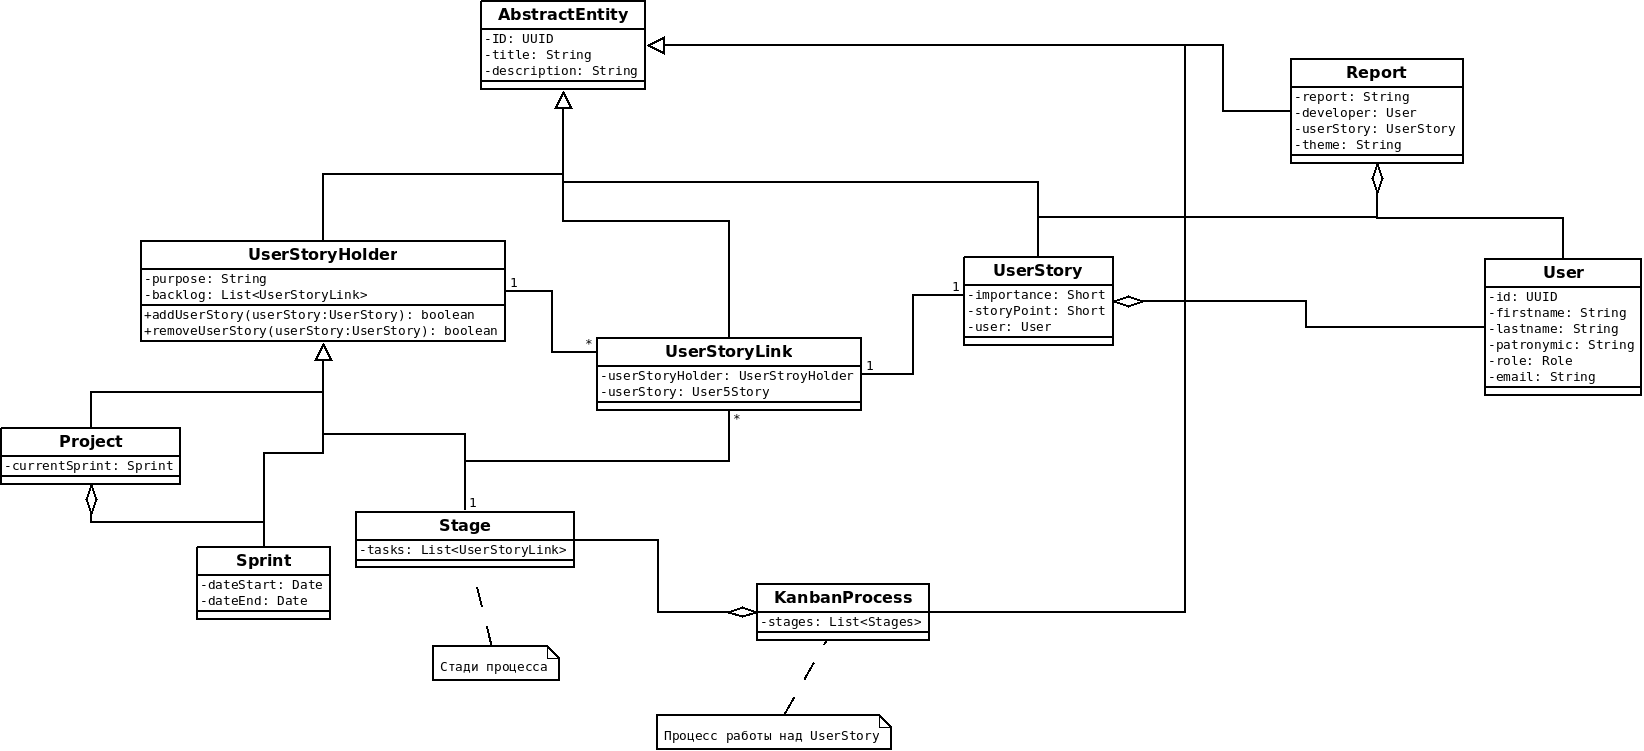 AbstractEntity
-ID: UUID
-title: String
-description: String
Report
-report: String
-developer: User
-userStory: UserStory
-theme: String
UserStoryHolder
-purpose: String
-backlog: List<UserStoryLink>
+addUserStory(userStory:UserStory): boolean
+removeUserStory(userStory:UserStory): boolean
1
*
UserStoryLink
-userStoryHolder: UserStroyHolder
-userStory: User5Story
1
*
1
UserStory
-importance: Short
-storyPoint: Short
-user: User
User
-id: UUID
-firstname: String
-lastname: String
-patronymic: String
-role: Role
-email: String
Project
-currentSprint: Sprint
Sprint
-dateStart: Date
-dateEnd: Date
1
Stage
-tasks: List<UserStoryLink>
KanbanProcess
-stages: List<Stages>
Стади процесса
Процесс работы над UserStory